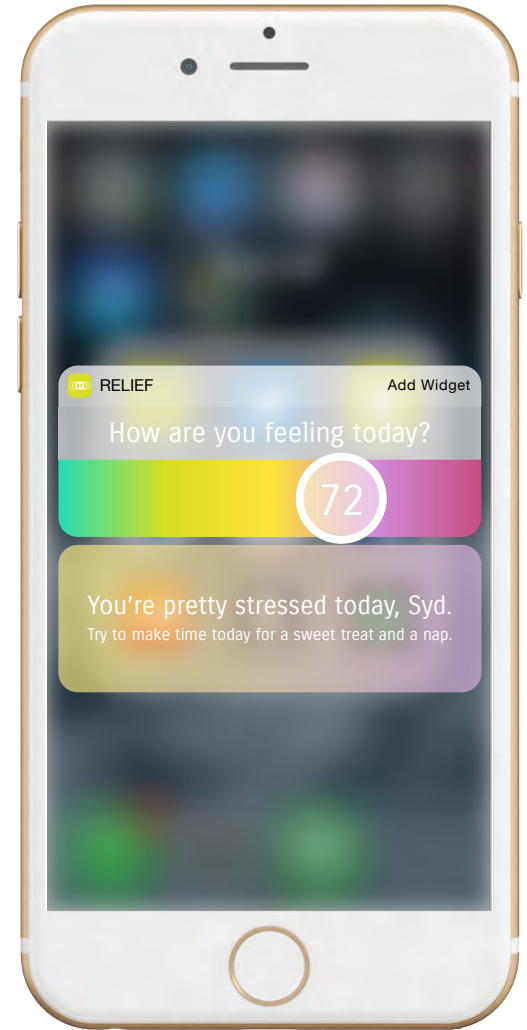 RELIEF
Add Widget
How are you feeling today?
72
You're pretty stressed today, Syd.
Try to make time today for a sweet treat and a nap.